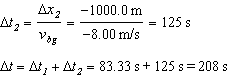 Δt₂ = Δx₂ / v_bg = −1000.0 m / −8.00 m/s = 125 s
Δt = Δt₁ + Δt₂ = 83.33 s + 125 s = 208 s